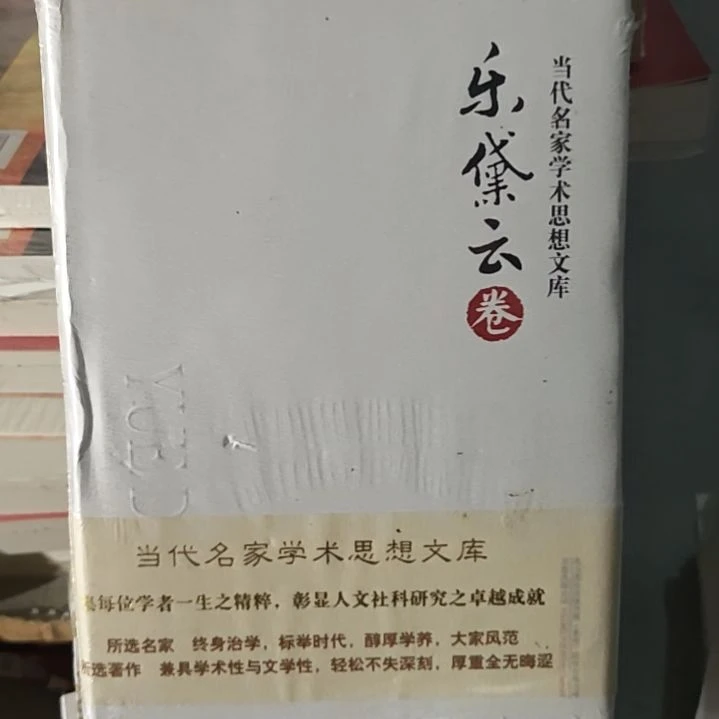 当代名家学术思想文库
乐黛云
卷
当代名家学术思想文库
每位学者一生之精粹，彰显人文社科研究之卓越成就
所选名家 终身治学，标举时代，醇厚学养，大家风范
所选著作 兼具学术性与文学性，轻松不失深刻，厚重全无晦涩